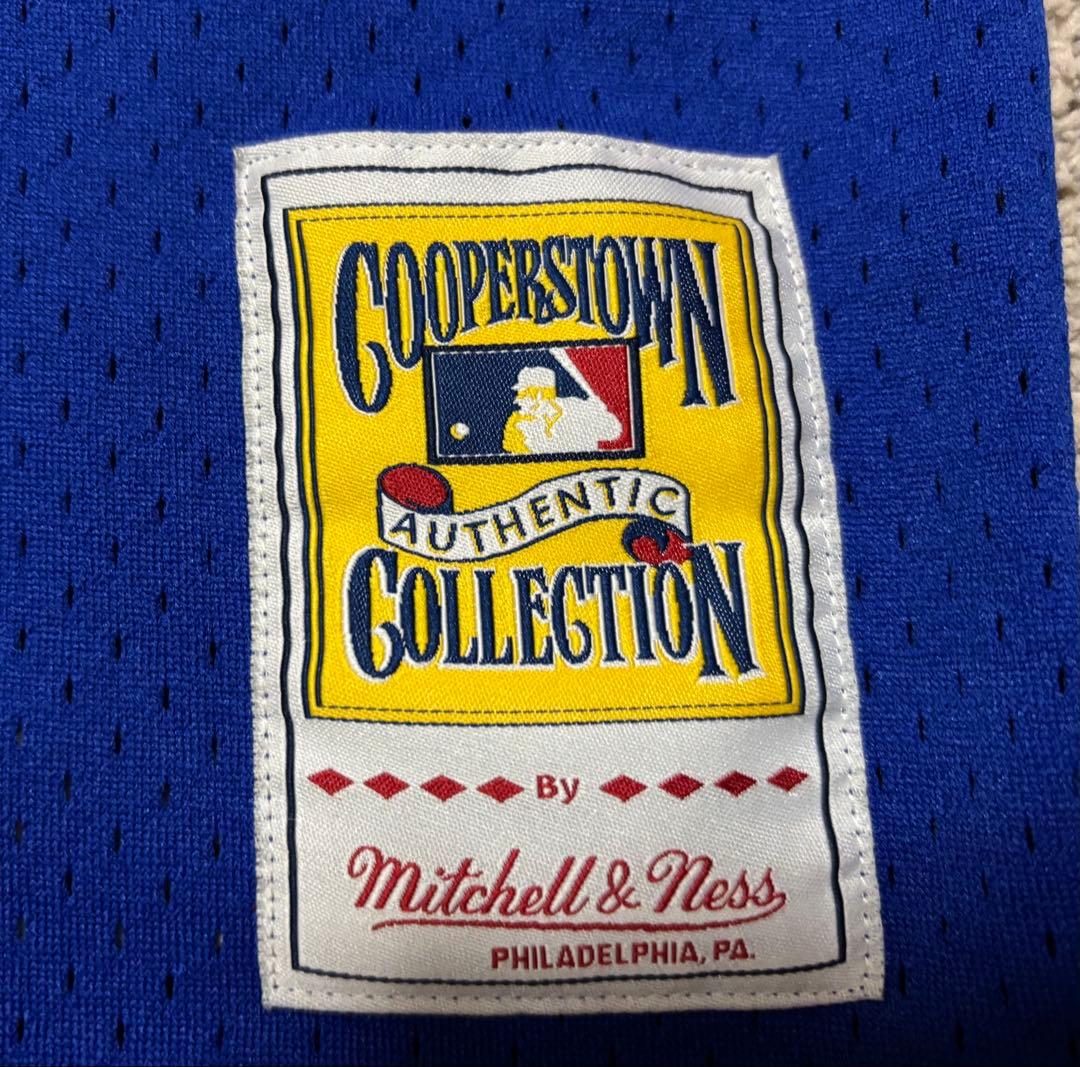 COOPERSTOWN
AUTHENTIC
COLLECTION
By
Mitchell & Ness
PHILADELPHIA, PA.